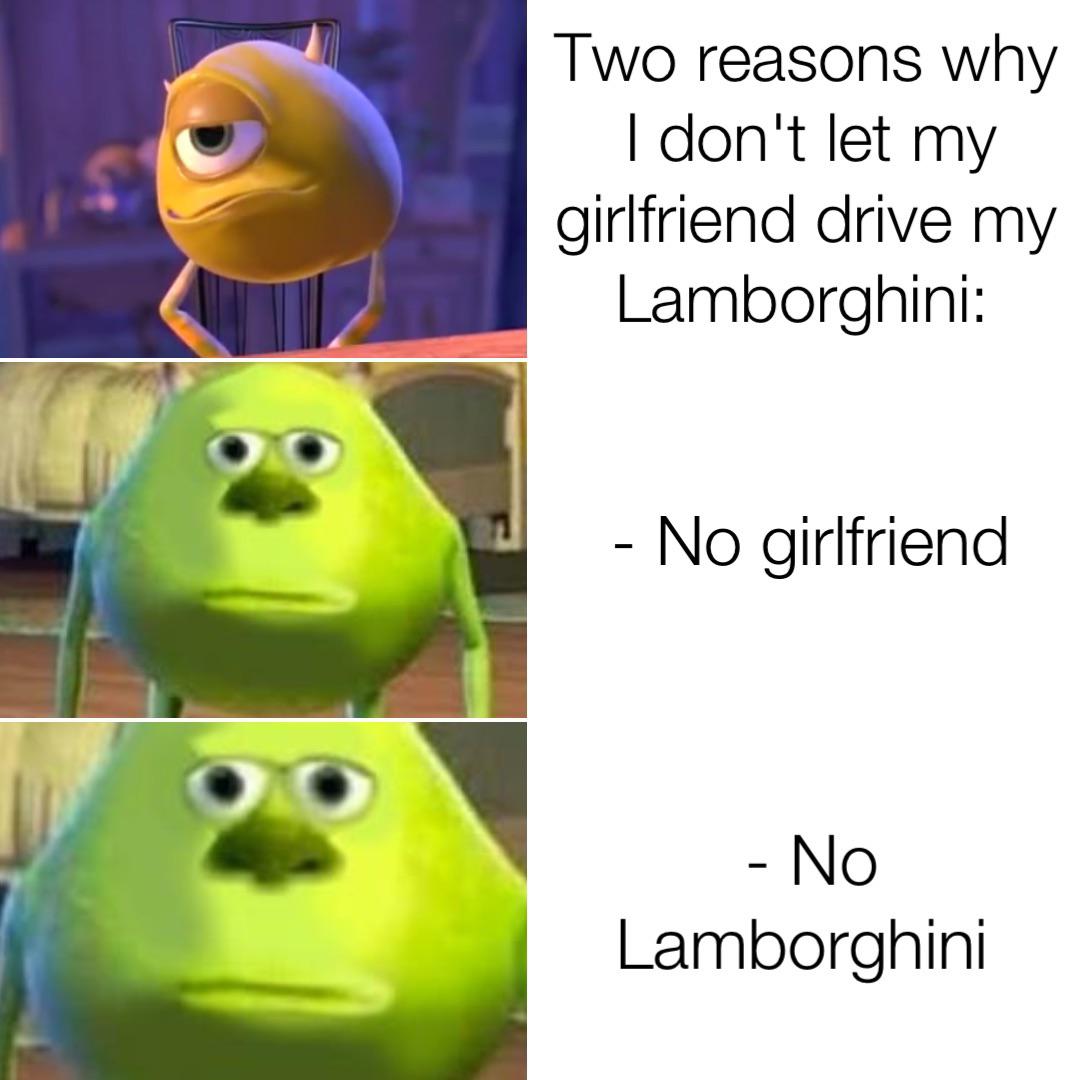 Two reasons why
I don't let my
girlfriend drive my
Lamborghini:
- No girlfriend
- No
Lamborghini